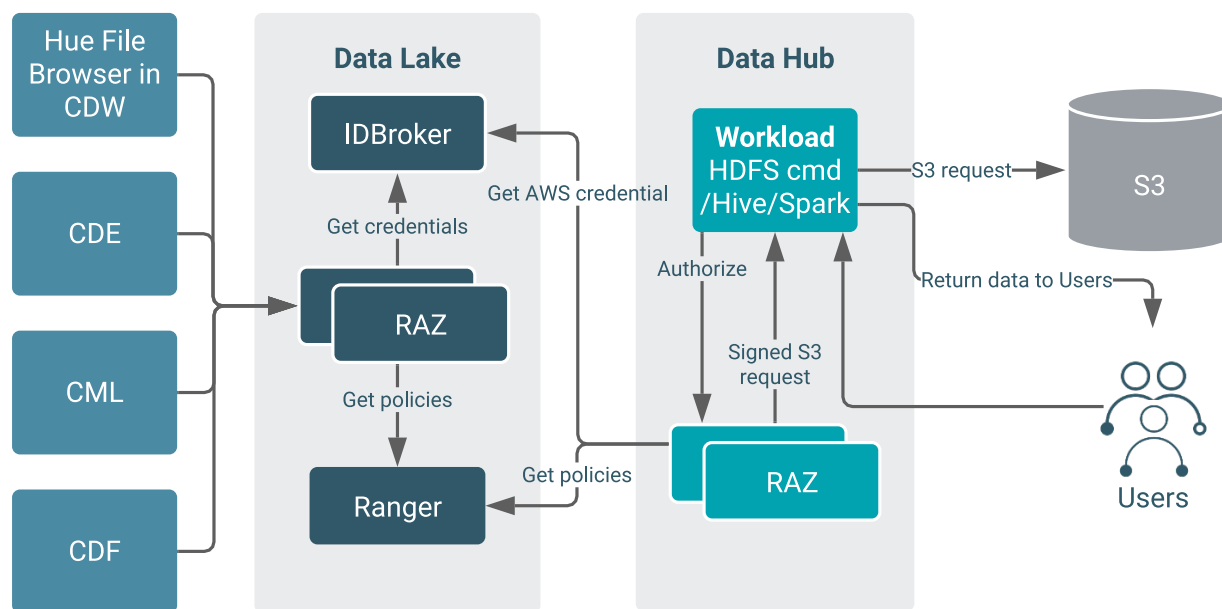 Hue File
Browser in
CDW
CDE
CML
CDF
Data Lake
IDBroker
Get credentials
RAZ
Get policies
Ranger
Get AWS credential
Get policies
Data Hub
Workload
HDFS cmd
/Hive/Spark
Authorize
Signed S3
request
RAZ
S3 request
S3
Return data to Users
Users